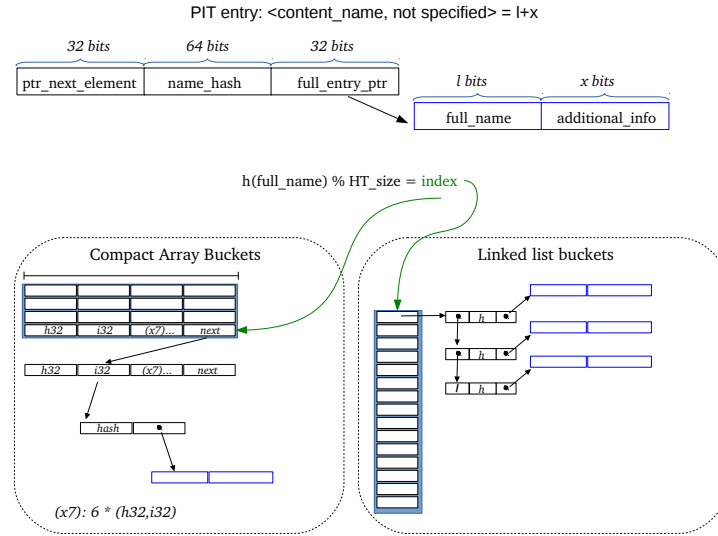 PIT entry: <content_name, not specified> = l+x
32 bits 64 bits 32 bits
ptr_next_element name_hash full_entry_ptr
l bits x bits
full_name additional_info
h(full_name) % HT_size = index
Compact Array Buckets
h32 i32 (x7)... next
h32 i32 (x7)... next
hash
(x7): 6 * (h32,i32)
Linked list buckets
h
h
l h